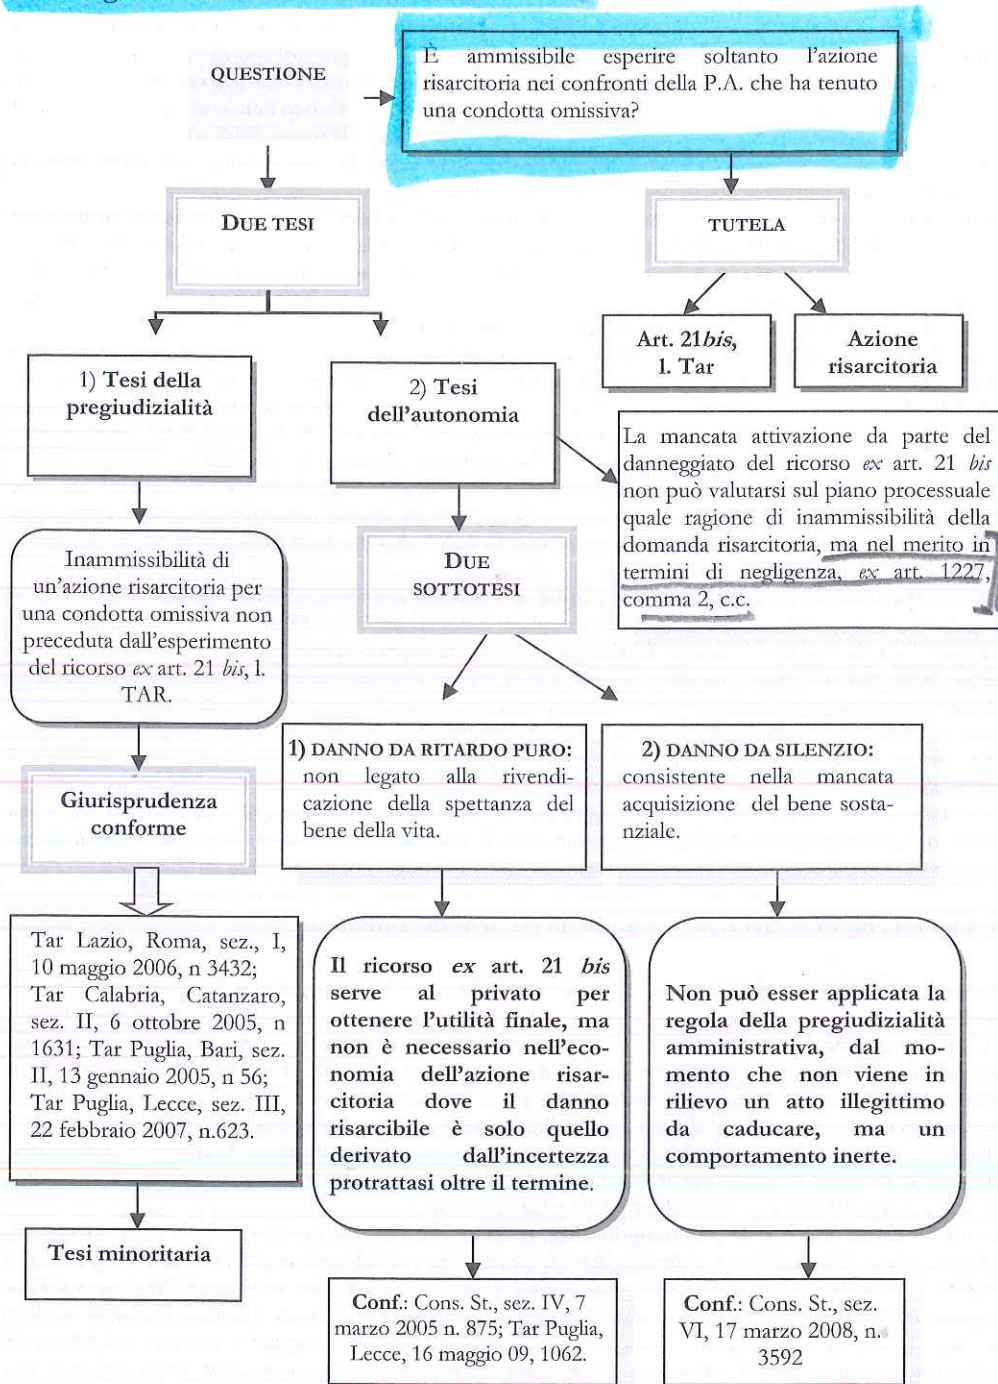 QUESTIONE
È ammissibile esperire soltanto l'azione
risarcitoria nei confronti della P.A. che ha tenuto
una condotta omissiva?
DUE TESI
TUTELA
Art. 21bis,
l. Tar
Azione
risarcitoria
1) Tesi della
pregiudizialità
2) Tesi
dell'autonomia
La mancata attivazione da parte del
danneggiato del ricorso ex art. 21 bis
non può valutarsi sul piano processuale
quale ragione di inammissibilità della
domanda risarcitoria, ma nel merito in
termini di negligenza, ex art. 1227,
comma 2, c.c.
Inammissibilità di
un'azione risarcitoria per
una condotta omissiva non
preceduta dall'esperimento
del ricorso ex art. 21 bis, l.
TAR.
DUE
SOTTOTESI
Giurisprudenza
conforme
1) DANNO DA RITARDO PURO:
non legato alla rivendi-
cazione della spettanza del
bene della vita.
2) DANNO DA SILENZIO:
consistente nella mancata
acquisizione del bene sosta-
nziale.
Tar Lazio, Roma, sez., I,
10 maggio 2006, n 3432;
Tar Calabria, Catanzaro,
sez. II, 6 ottobre 2005, n
1631; Tar Puglia, Bari, sez.
II, 13 gennaio 2005, n 56;
Tar Puglia, Lecce, sez. III,
22 febbraio 2007, n.623.
Il ricorso ex art. 21 bis
serve al privato per
ottenere l'utilità finale, ma
non è necessario nell'eco-
nomia dell'azione risar-
citoria dove il danno
risarcibile è solo quello
derivato dall'incertezza
protrattasi oltre il termine.
Non può esser applicata la
regola della pregiudizialità
amministrativa, dal mo-
mento che non viene in
rilievo un atto illegittimo
da caducare, ma un
comportamento inerte.
Tesi minoritaria
Conf.: Cons. St., sez. IV, 7
marzo 2005 n. 875; Tar Puglia,
Lecce, 16 maggio 09, 1062.
Conf.: Cons. St., sez.
VI, 17 marzo 2008, n.
3592